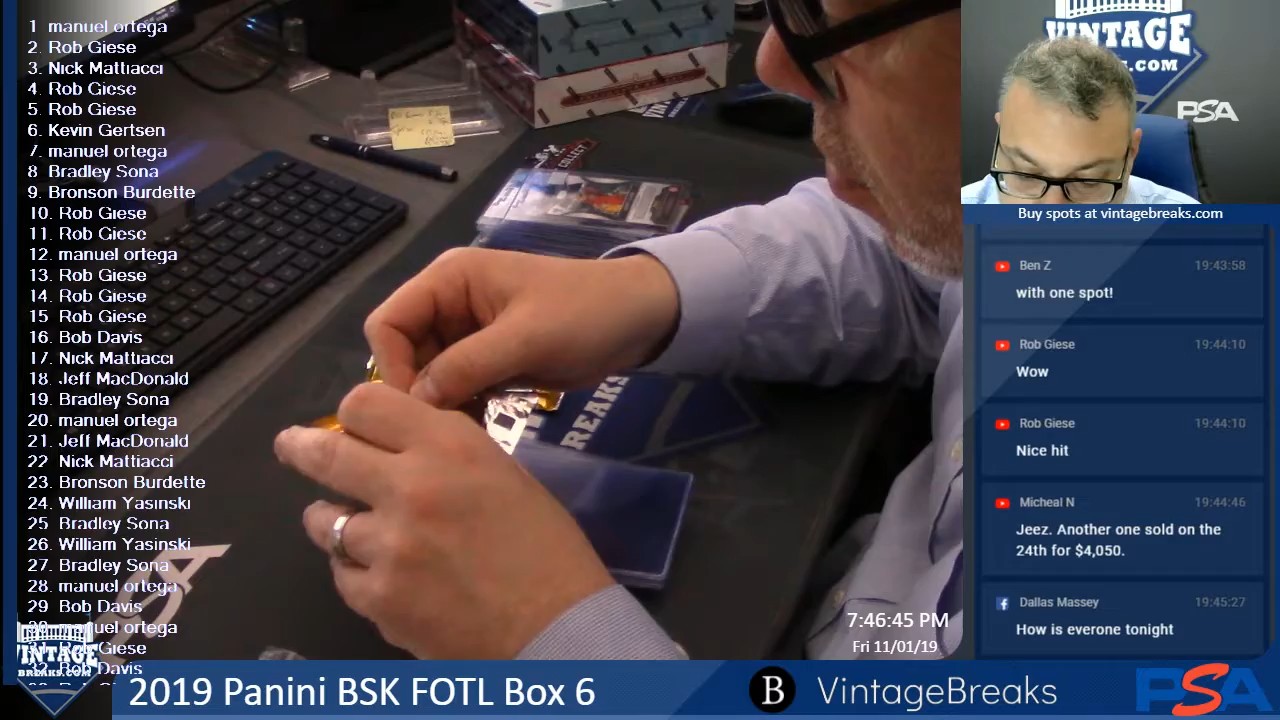 1 manuel ortega
2. Rob Giese
3. Nick Mattiacci
4. Rob Giese
5. Rob Giese
6. Kevin Gertsen
7. manuel ortega
8 Bradley Sona
9. Bronson Burdette
10. Rob Giese
11. Rob Giese
12 manuel ortega
13. Rob Giese
14. Rob Giese
15 Rob Giese
16 Bob Davis
17. Nick Mattiacci
18. Jeff MacDonald
19. Bradley Sona
20. manuel ortega
21. Jeff MacDonald
22 Nick Mattiacci
23. Bronson Burdette
24. William Yasinski
25 Bradley Sona
26 William Yasinski
27. Bradley Sona
28. manuel ortega
29 Bob Davis
30. manuel ortega
31. Rob Giese
32. Bob Davis
VINTAGE
BREAKS.COM
COLLECT
BREAKS
VINTAGE
.COM
PSA
Buy spots at vintagebreaks.com
Ben Z 19:43:58
with one spot!
Rob Giese 19:44:10
Wow
Rob Giese 19:44:10
Nice hit
Micheal N 19:44:46
Jeez. Another one sold on the
24th for $4,050.
Dallas Massey 19:45:27
How is everone tonight
7:46:45 PM
Fri 11/01/19
2019 Panini BSK FOTL Box 6
B VintageBreaks
PSA